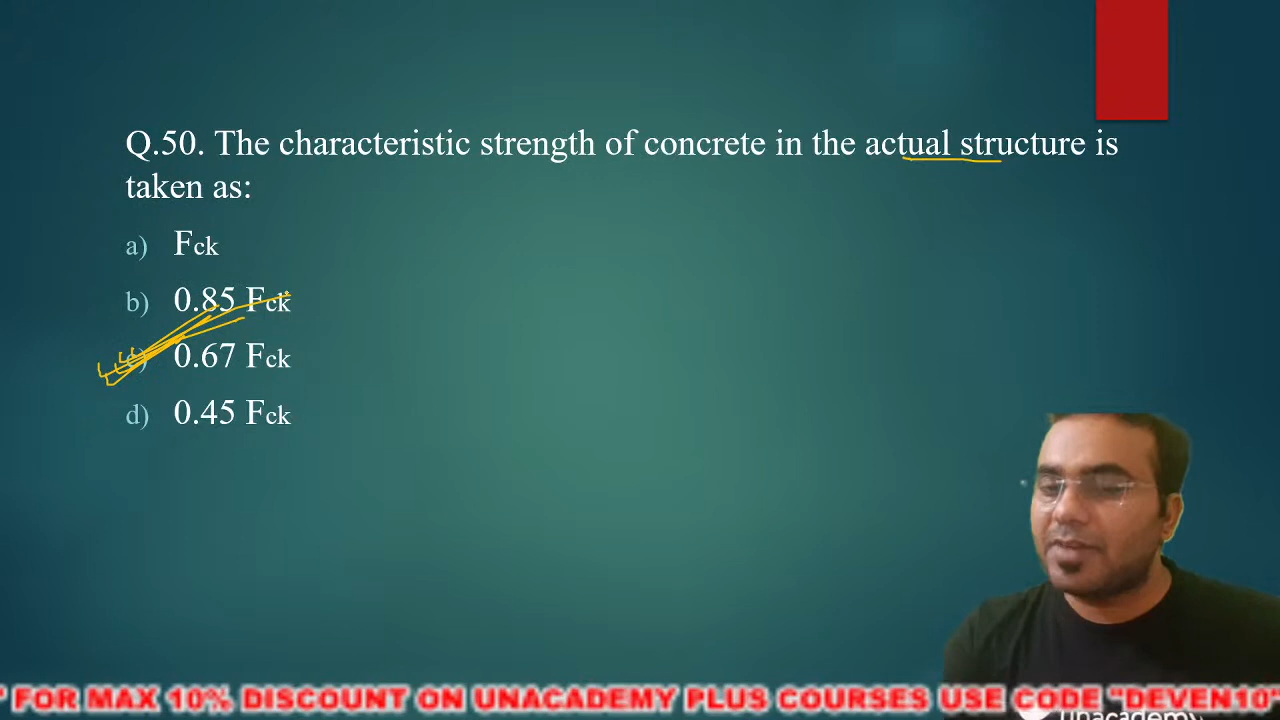 Q.50. The characteristic strength of concrete in the actual structure is
taken as:
a) Fck
b) 0.85 Fck
c) 0.67 Fck
d) 0.45 Fck
" FOR MAX 10% DISCOUNT ON UNACADEMY PLUS COURSES USE CODE "DEVEN10"
unacademy